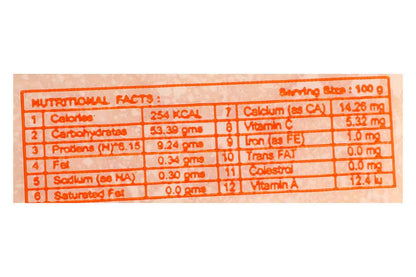 NUTRITIONAL FACTS : Serving Size : 100 g
1 Calories 254 KCAL 7 Calcium (as CA) 14.26 mg
2 Carbohydrates 53.39 gms 8 Vitamin C 5.32 mg
3 Protiens (N)*6.15 9.24 gms 9 Iron (as FE) 1.0 mg
4 Fat 0.34 gms 10 Trans FAT 0.0 mg
5 Sodium (as NA) 0.30 gms 11 Colestrol 0.0 mg
6 Saturated Fat 0.0 gms 12 Vitamin A 12.4 Iu